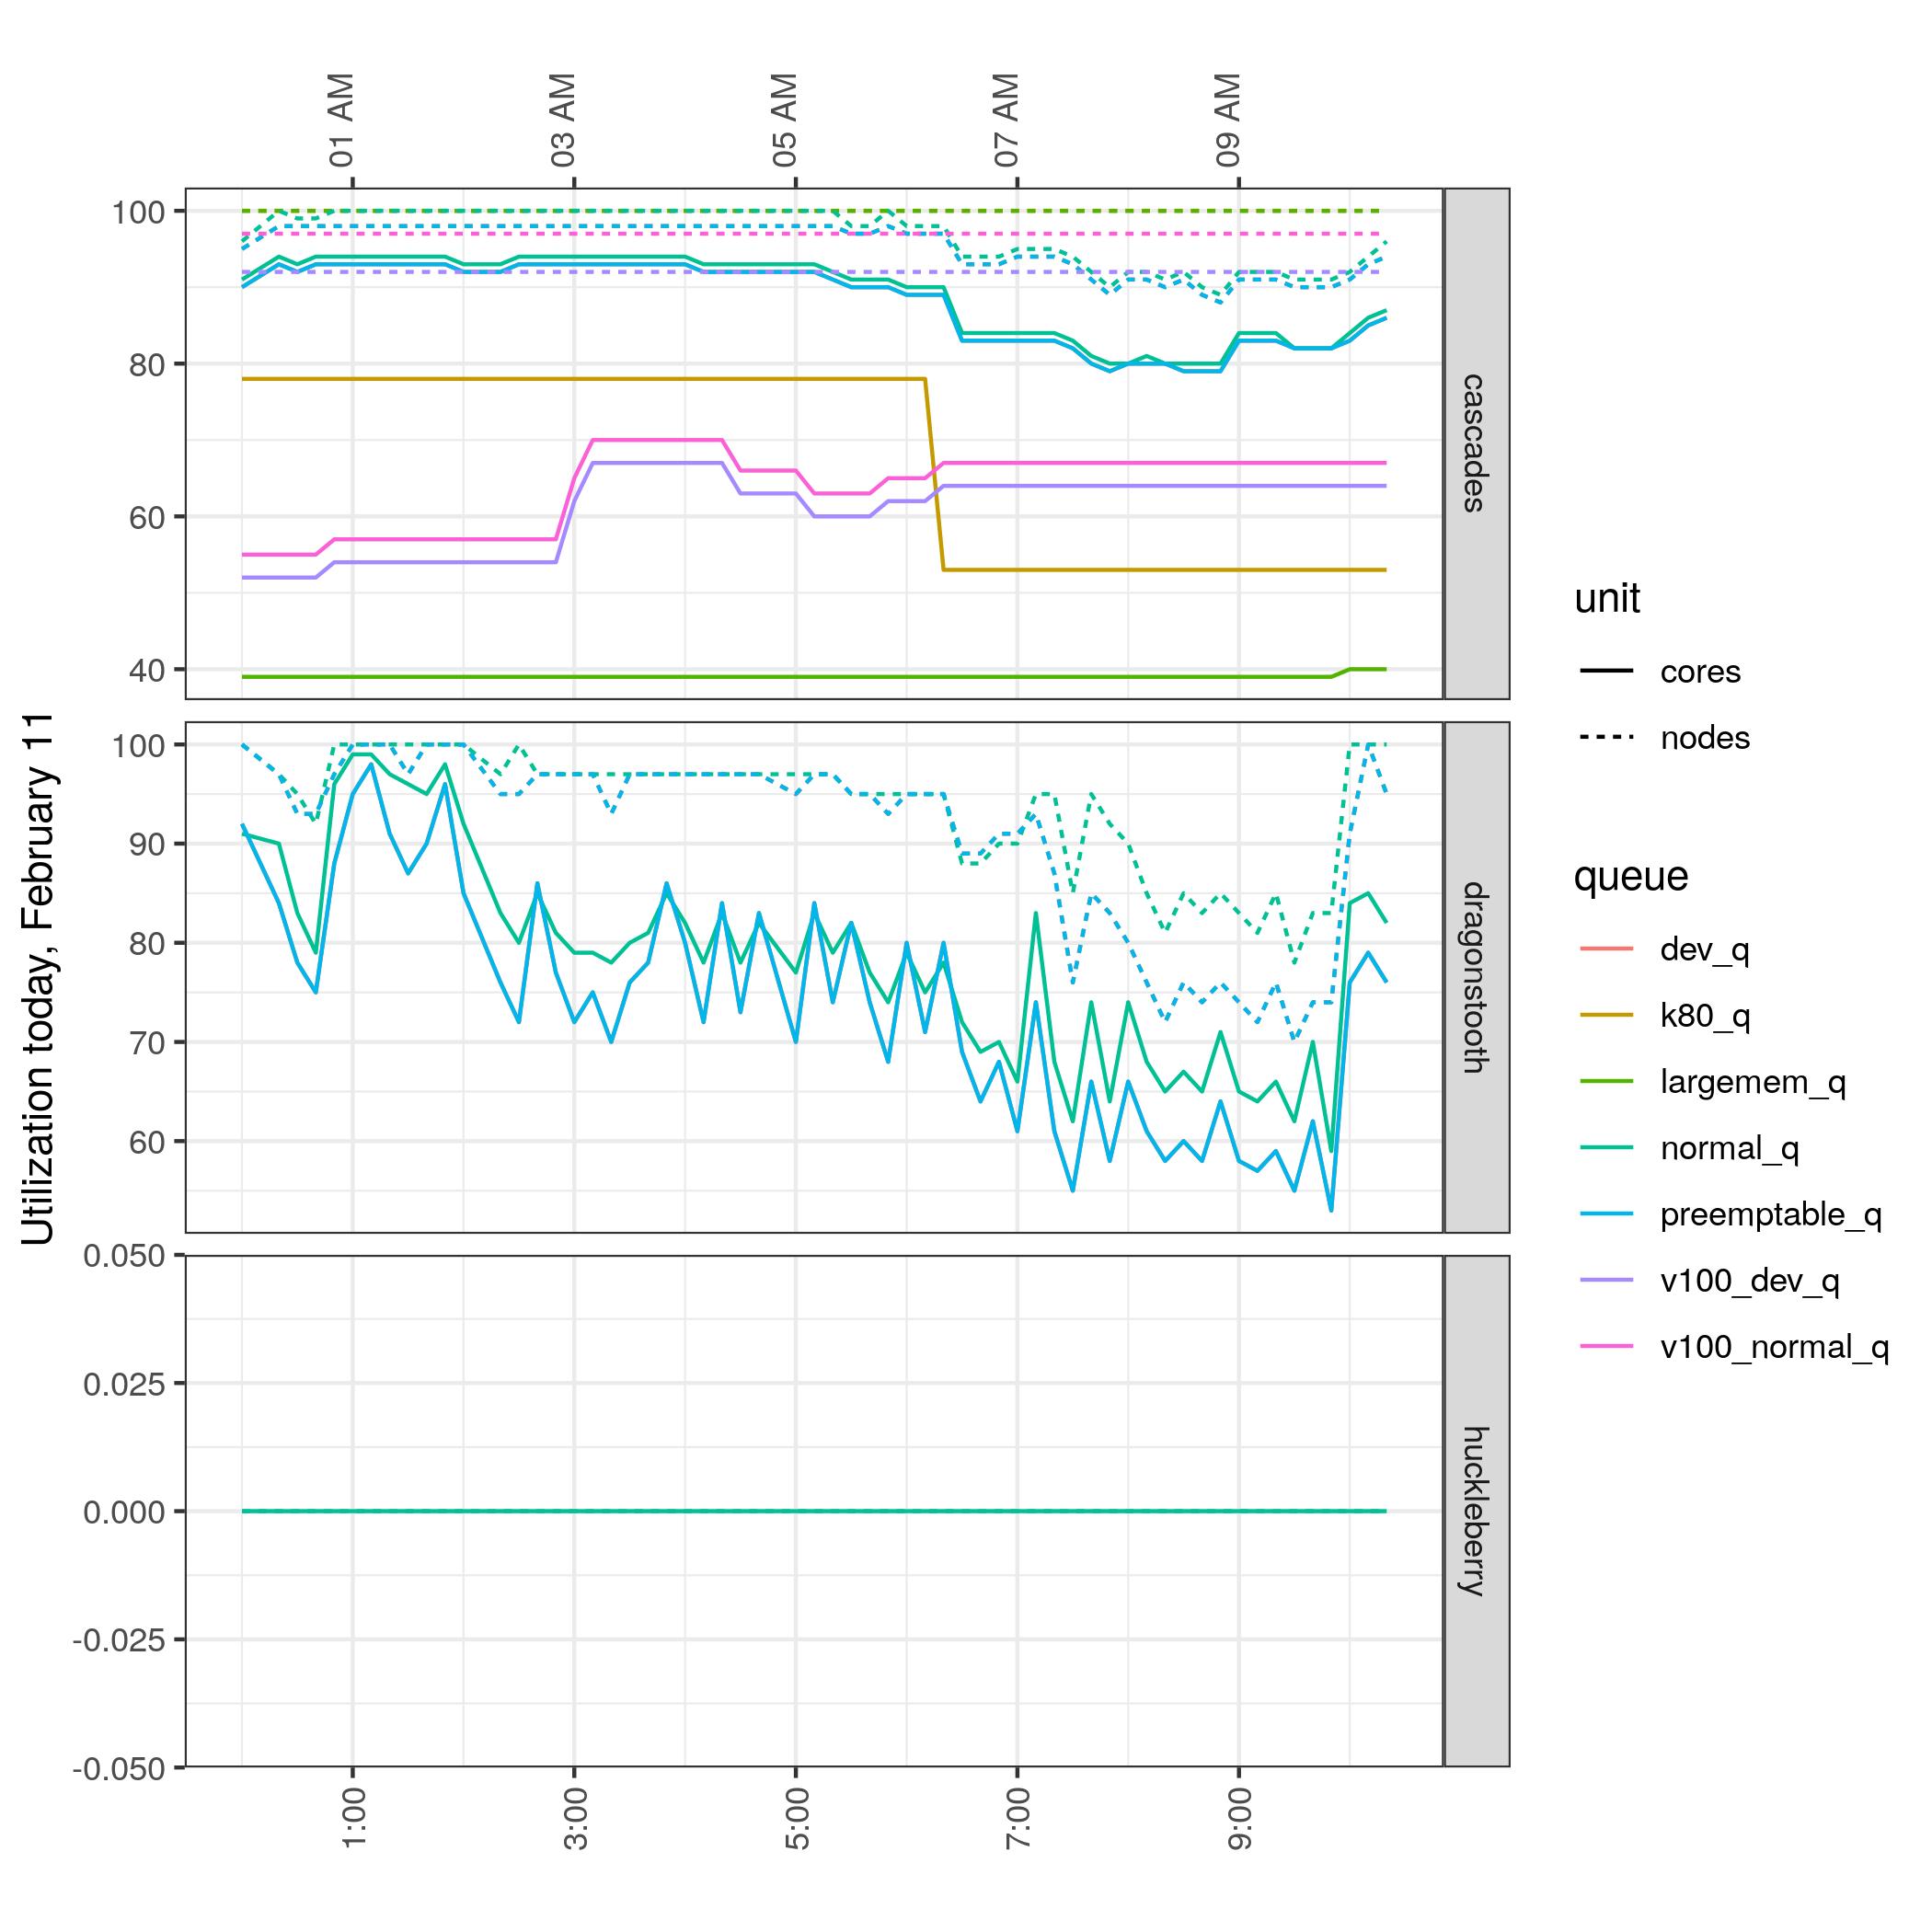 01 AM
03 AM
05 AM
07 AM
09 AM
Utilization today, February 11
100
80
60
40
cascades
100
90
80
70
60
dragonstooth
0.050
0.025
0.000
-0.025
-0.050
huckleberry
1:00
3:00
5:00
7:00
9:00
unit
cores
nodes
queue
dev_q
k80_q
largemem_q
normal_q
preemptable_q
v100_dev_q
v100_normal_q